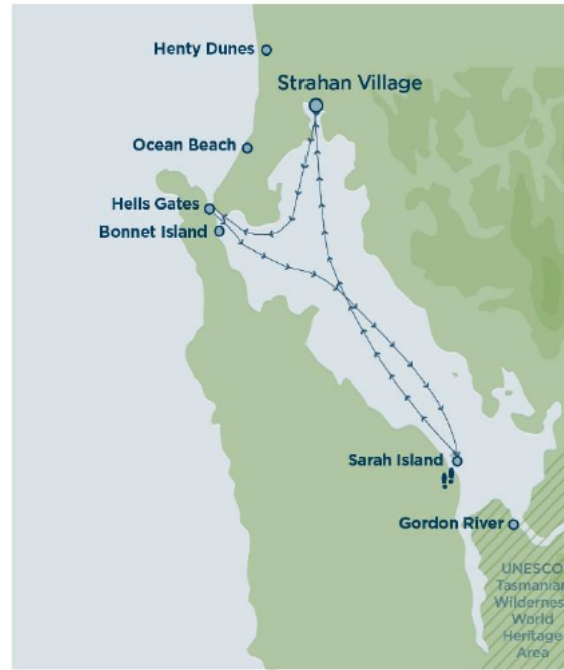 Henty Dunes
Strahan Village
Ocean Beach
Hells Gates
Bonnet Island
Sarah Island
Gordon River
UNESCO
Tasmanian
Wilderness
World
Heritage
Area